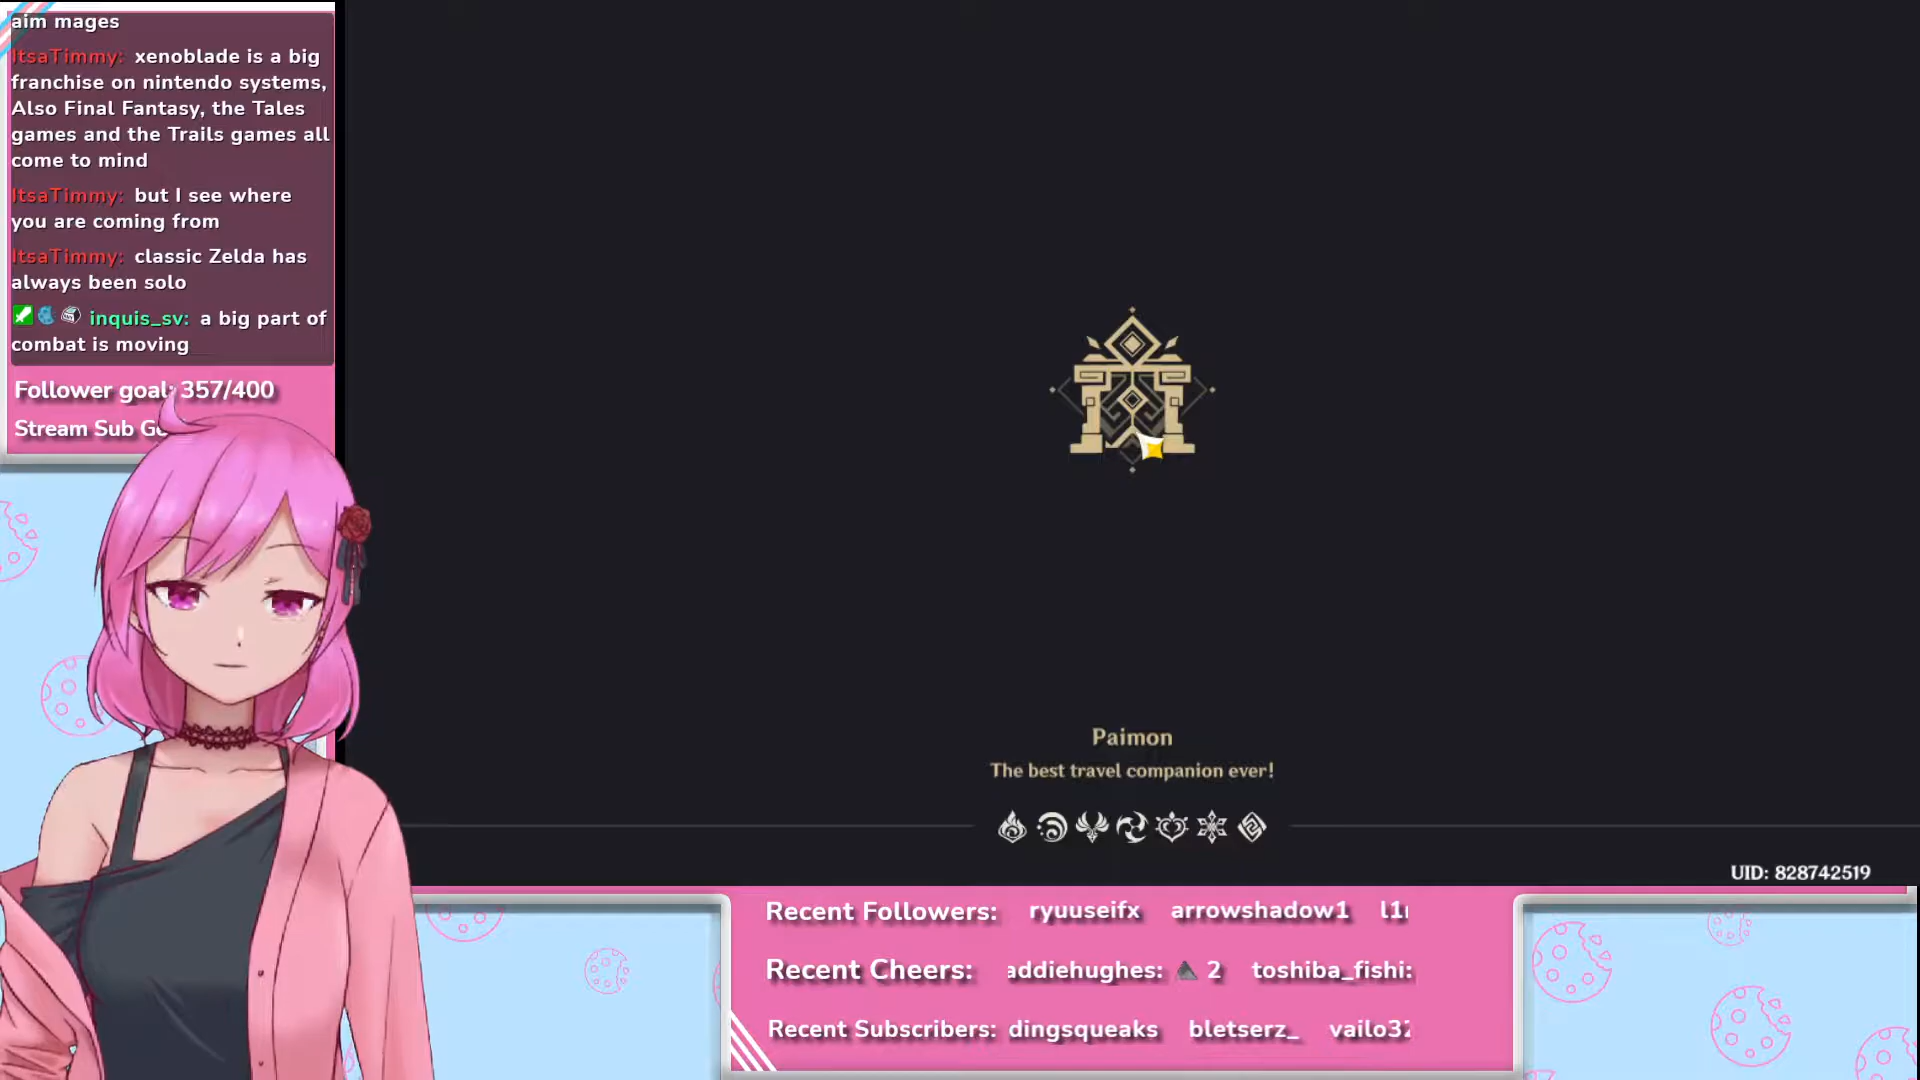 aim mages
ItsaTimmy: xenoblade is a big
franchise on nintendo systems,
Also Final Fantasy, the Tales
games and the Trails games all
come to mind
ItsaTimmy: but I see where
you are coming from
ItsaTimmy: classic Zelda has
always been solo
inquis_sv: a big part of
combat is moving
Follower goal: 357/400
Stream Sub Go
Paimon
The best travel companion ever!
UID: 828742519
Recent Followers: ryuuseifx arrowshadow1
Recent Cheers: addiehughes: 2 toshiba_fishi:
Recent Subscribers: dingsqueaks bletserz_ vailo32